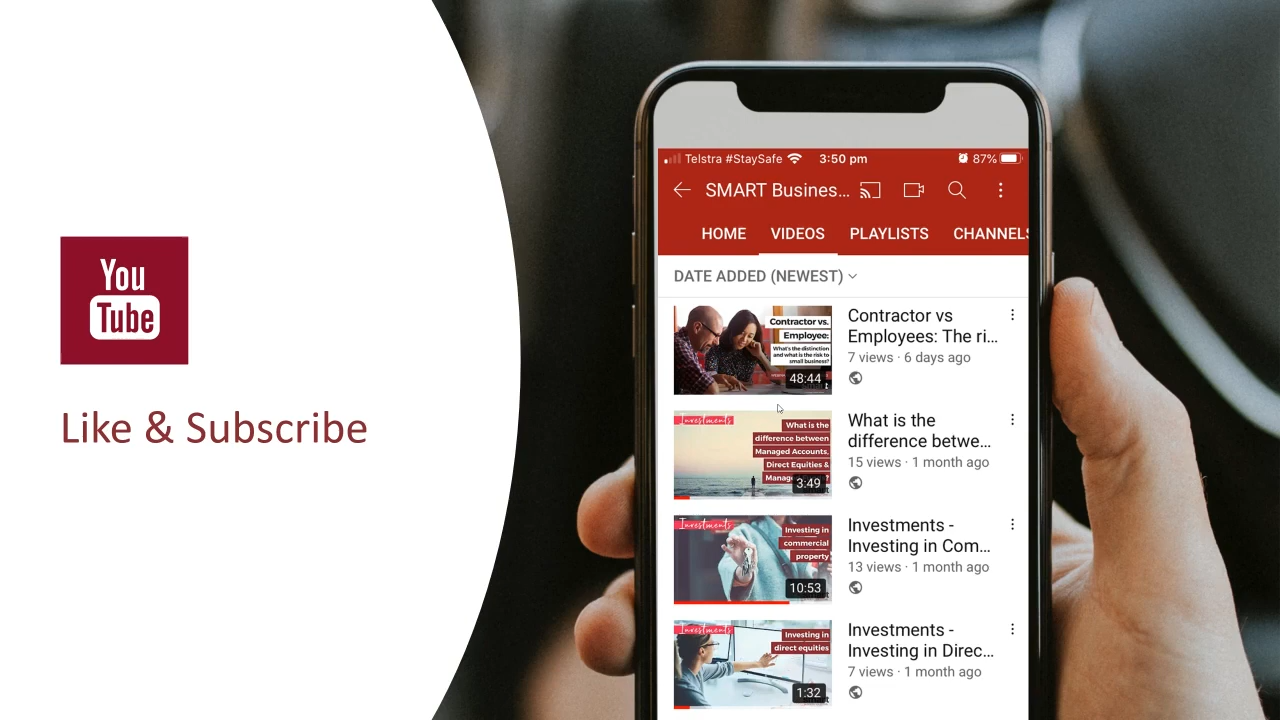 You
Tube
Like & Subscribe
Telstra #StaySafe
3:50 pm
87%
SMART Busines...
HOME
VIDEOS
PLAYLISTS
CHANNELS
DATE ADDED (NEWEST)
Contractor vs.
Employee:
What's the distinction
and what is the risk to
small business?
48:44
Contractor vs
Employees: The ri...
7 views · 6 days ago
Investments
What is the
difference between
Managed Accounts,
Direct Equities &
3:49
What is the
difference betwe...
15 views · 1 month ago
Investments
Investing in
commercial
property
10:53
Investments -
Investing in Com...
13 views · 1 month ago
Investments
Investing in
direct equities
1:32
Investments -
Investing in Direc...
7 views · 1 month ago